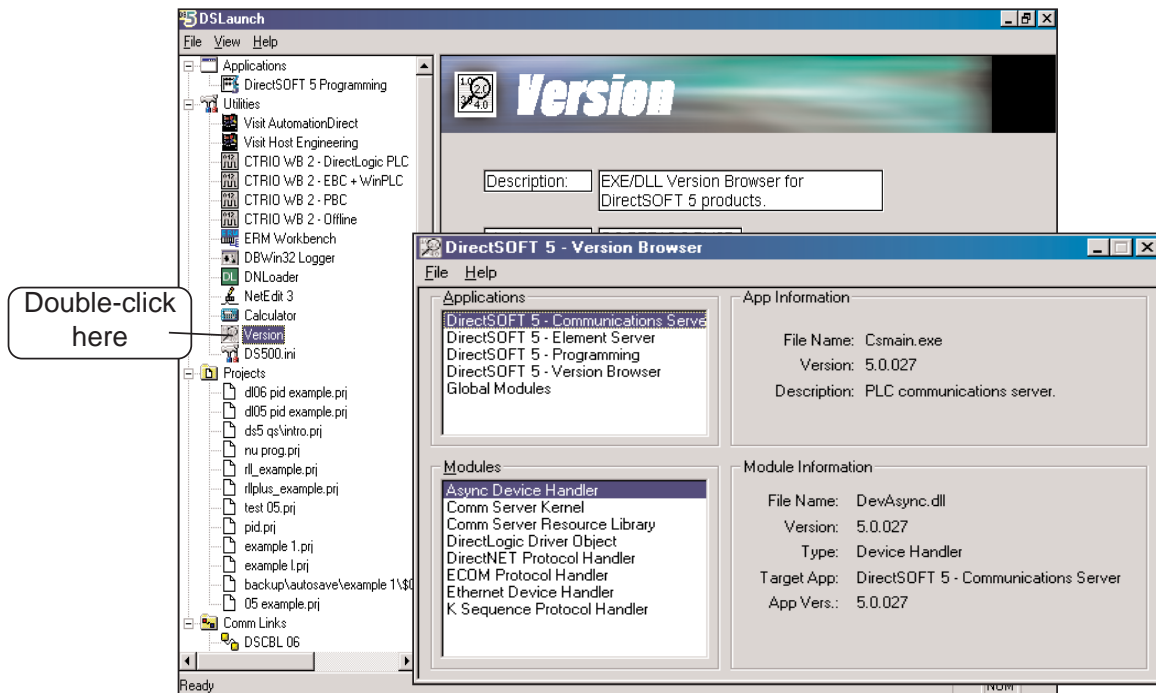 DSLaunch
File View Help
Applications
DirectSOFT 5 Programming
Utilities
Visit AutomationDirect
Visit Host Engineering
CTRIO WB 2 - DirectLogic PLC
CTRIO WB 2 - EBC + WinPLC
CTRIO WB 2 - PBC
CTRIO WB 2 - Offline
ERM Workbench
DBWin32 Logger
DL DNLoader
NetEdit 3
Calculator
Version
DS500.ini
Projects
dl06 pid example.prj
dl05 pid example.prj
ds5 qs\intro.prj
nu prog.prj
rll_example.prj
rllplus_example.prj
test 05.prj
pid.prj
example 1.prj
example I.prj
backup\autosave\example 1\$0
05 example.prj
Comm Links
DSCBL 06
Ready
Double-click
here
1.0 2.0
3.0 4.0
Version
Description: EXE/DLL Version Browser for
DirectSOFT 5 products.
DirectSOFT 5 - Version Browser
File Help
Applications
DirectSOFT 5 - Communications Serve
DirectSOFT 5 - Element Server
DirectSOFT 5 - Programming
DirectSOFT 5 - Version Browser
Global Modules
App Information
File Name: Csmain.exe
Version: 5.0.027
Description: PLC communications server.
Modules
Async Device Handler
Comm Server Kernel
Comm Server Resource Library
DirectLogic Driver Object
DirectNET Protocol Handler
ECOM Protocol Handler
Ethernet Device Handler
K Sequence Protocol Handler
Module Information
File Name: DevAsync.dll
Version: 5.0.027
Type: Device Handler
Target App: DirectSOFT 5 - Communications Server
App Vers.: 5.0.027
NUM